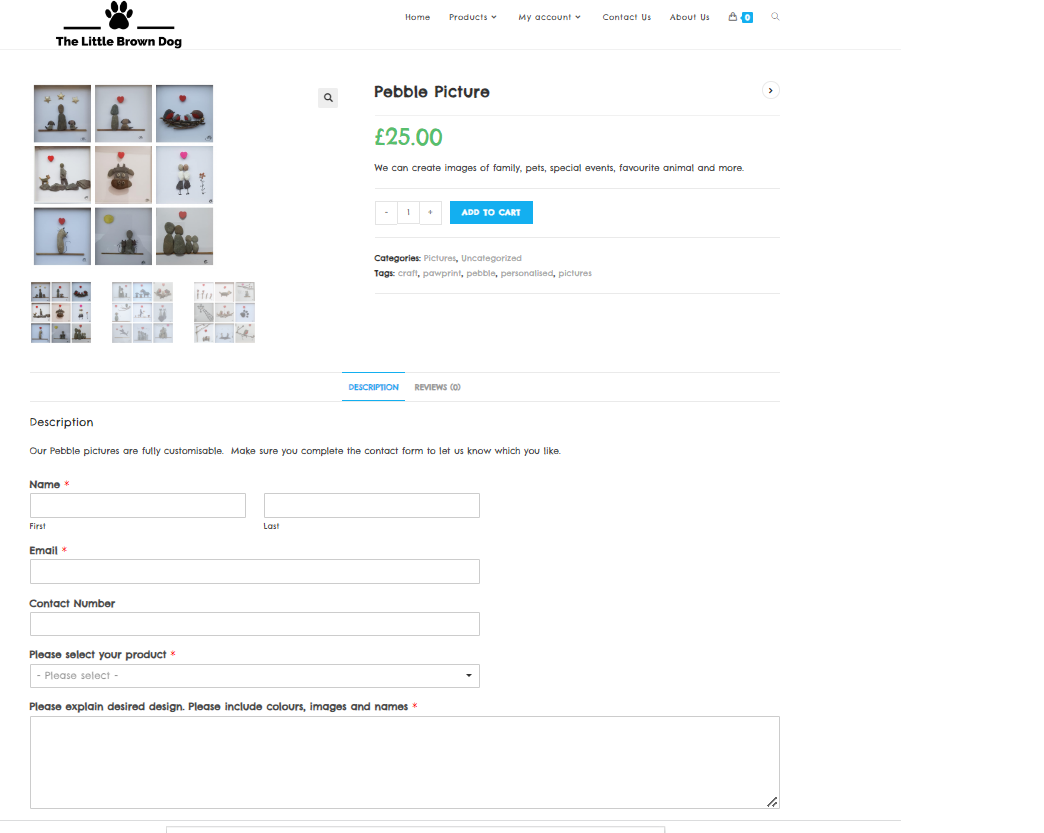 The Little Brown Dog
Home Products My account Contact Us About Us 0
Pebble Picture
£25.00
We can create images of family, pets, special events, favourite animal and more.
- 1 + ADD TO CART
Categories: Pictures, Uncategorized
Tags: craft, pawprint, pebble, personalised, pictures
DESCRIPTION REVIEWS (0)
Description
Our Pebble pictures are fully customisable. Make sure you complete the contact form to let us know which you like.
Name *
First Last
Email *
Contact Number
Please select your product *
- Please select -
Please explain desired design. Please include colours, images and names *